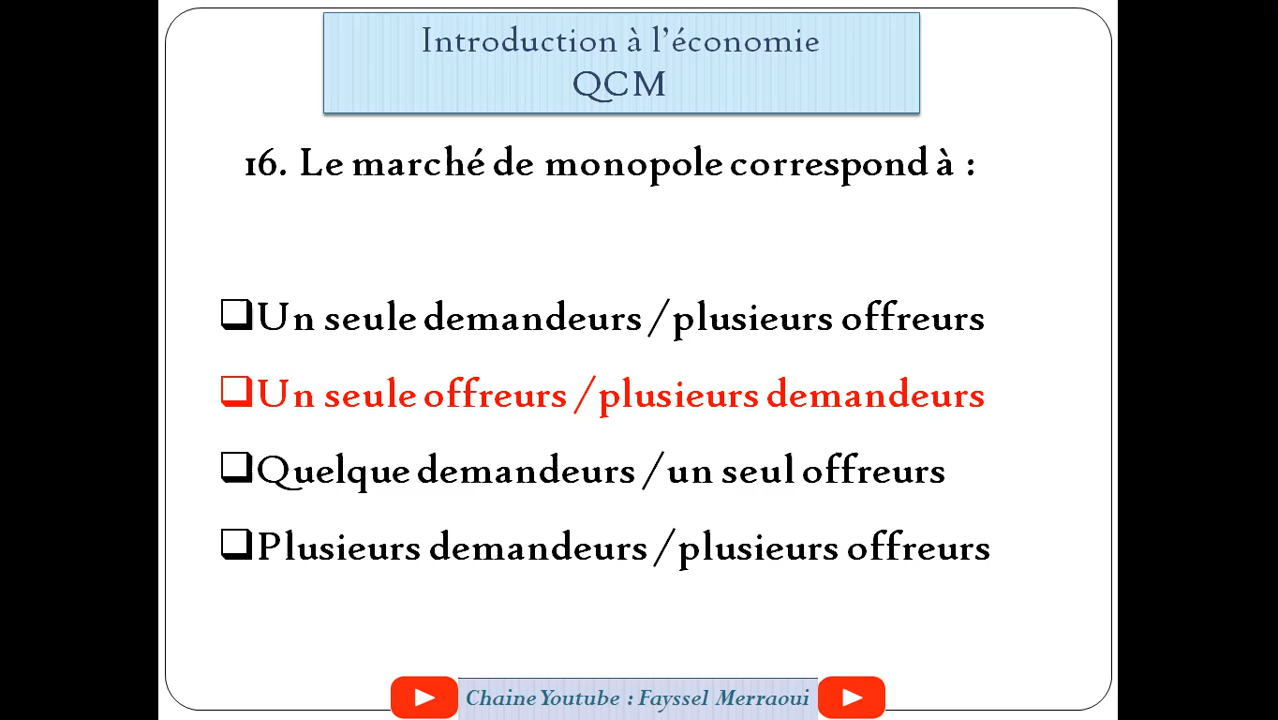 Introduction à l'économie
QCM
16. Le marché de monopole correspond à :
❑Un seule demandeurs /plusieurs offreurs
❑Un seule offreurs /plusieurs demandeurs
❑Quelque demandeurs /un seul offreurs
❑Plusieurs demandeurs /plusieurs offreurs
Chaine Youtube : Fayssel Merraoui